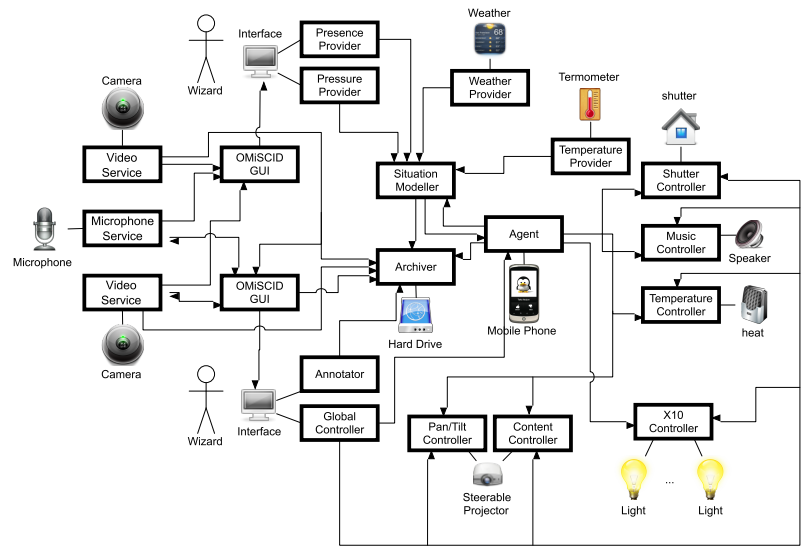 Weather
68
Interface
Presence
Provider
Wizard
Pressure
Provider
Weather
Provider
Camera
Termometer
shutter
Video
Service
OMiSCID
GUI
Situation
Modeller
Temperature
Provider
Shutter
Controller
Microphone
Service
Microphone
Agent
Music
Controller
Speaker
Archiver
Video
Service
OMiSCID
GUI
Temperature
Controller
Mobile Phone
heat
Hard Drive
Camera
Annotator
Wizard
Interface
Global
Controller
Pan/Tilt
Controller
Content
Controller
X10
Controller
Steerable
Projector
...
Light
Light